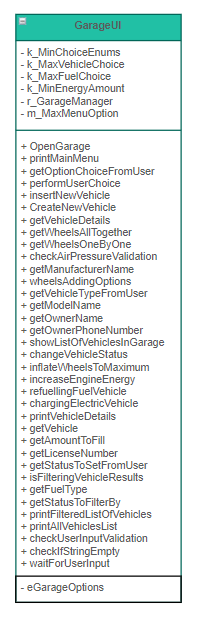 GarageUI
- k_MinChoiceEnums
- k_MaxVehicleChoice
- k_MaxFuelChoice
- k_MinEnergyAmount
- r_GarageManager
- m_MaxMenuOption
+ OpenGarage
+ printMainMenu
+ getOptionChoiceFromUser
+ performUserChoice
+ insertNewVehicle
+ CreateNewVehicle
+ getVehicleDetails
+ getWheelsAllTogether
+ getWheelsOneByOne
+ checkAirPressureValidation
+ getManufacturerName
+ wheelsAddingOptions
+ getVehicleTypeFromUser
+ getModelName
+ getOwnerName
+ getOwnerPhoneNumber
+ showListOfVehiclesInGarage
+ changeVehicleStatus
+ inflateWheelsToMaximum
+ increaseEngineEnergy
+ refuellingFuelVehicle
+ chargingElectricVehicle
+ printVehicleDetails
+ getVehicle
+ getAmountToFill
+ getLicenseNumber
+ getStatusToSetFromUser
+ isFilteringVehicleResults
+ getFuelType
+ getStatusToFilterBy
+ printFilteredListOfVehicles
+ printAllVehiclesList
+ checkUserInputValidation
+ checkIfStringEmpty
+ waitForUserInput
- eGarageOptions